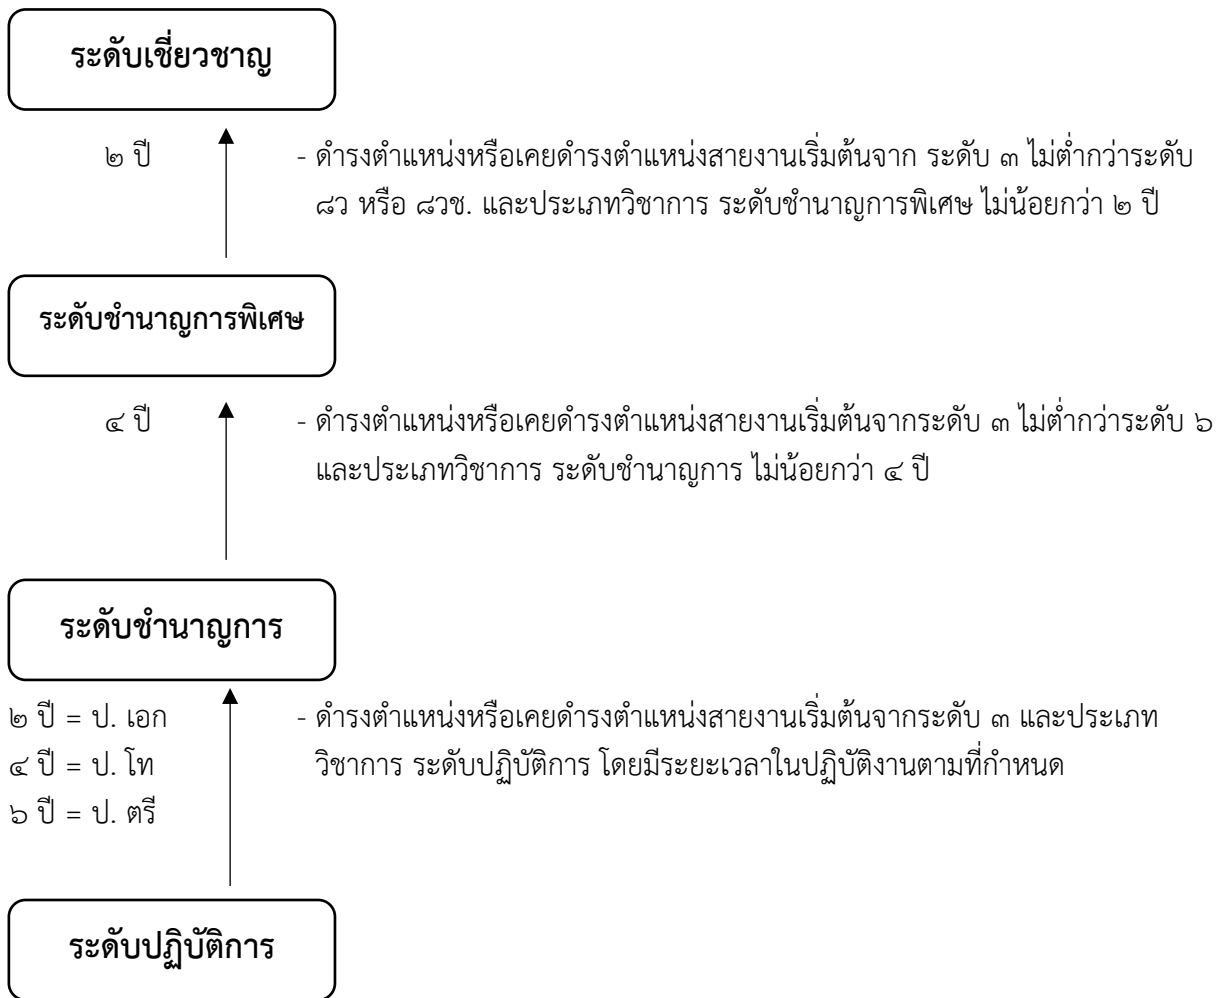 ระดับเชี่ยวชาญ
๒ ปี
- ดำรงตำแหน่งหรือเคยดำรงตำแหน่งสายงานเริ่มต้นจาก ระดับ ๓ ไม่ต่ำกว่าระดับ
๘ว หรือ ๘วช. และประเภทวิชาการ ระดับชำนาญการพิเศษ ไม่น้อยกว่า ๒ ปี
ระดับชำนาญการพิเศษ
๔ ปี
- ดำรงตำแหน่งหรือเคยดำรงตำแหน่งสายงานเริ่มต้นจากระดับ ๓ ไม่ต่ำกว่าระดับ ๖
และประเภทวิชาการ ระดับชำนาญการ ไม่น้อยกว่า ๔ ปี
ระดับชำนาญการ
๒ ปี = ป. เอก
๔ ปี = ป. โท
๖ ปี = ป. ตรี
- ดำรงตำแหน่งหรือเคยดำรงตำแหน่งสายงานเริ่มต้นจากระดับ ๓ และประเภท
วิชาการ ระดับปฏิบัติการ โดยมีระยะเวลาในปฏิบัติงานตามที่กำหนด
ระดับปฏิบัติการ